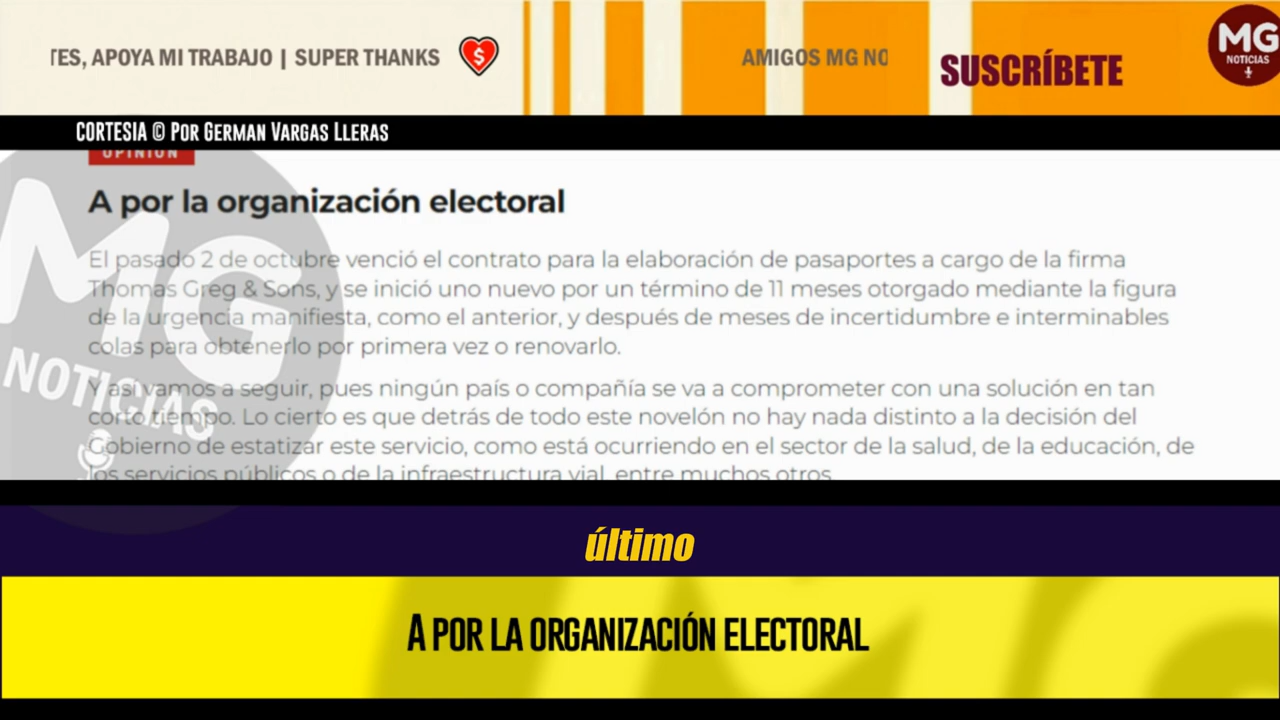 TES, APOYA MI TRABAJO | SUPER THANKS
$
AMIGOS MG NO
SUSCRÍBETE
MG
NOTICIAS
CORTESIA © POR GERMAN VARGAS LLERAS
OPINIÓN
A por la organización electoral
El pasado 2 de octubre venció el contrato para la elaboración de pasaportes a cargo de la firma
Thomas Greg & Sons, y se inició uno nuevo por un término de 11 meses otorgado mediante la figura
de la urgencia manifiesta, como el anterior, y después de meses de incertidumbre e interminables
colas para obtenerlo por primera vez o renovarlo.
Y así vamos a seguir, pues ningún país o compañía se va a comprometer con una solución en tan
corto tiempo. Lo cierto es que detrás de todo este novelón no hay nada distinto a la decisión del
Gobierno de estatizar este servicio, como está ocurriendo en el sector de la salud, de la educación, de
los servicios públicos o de la infraestructura vial, entre muchos otros.
MG
NOTICIAS
último
A POR LA ORGANIZACIÓN ELECTORAL